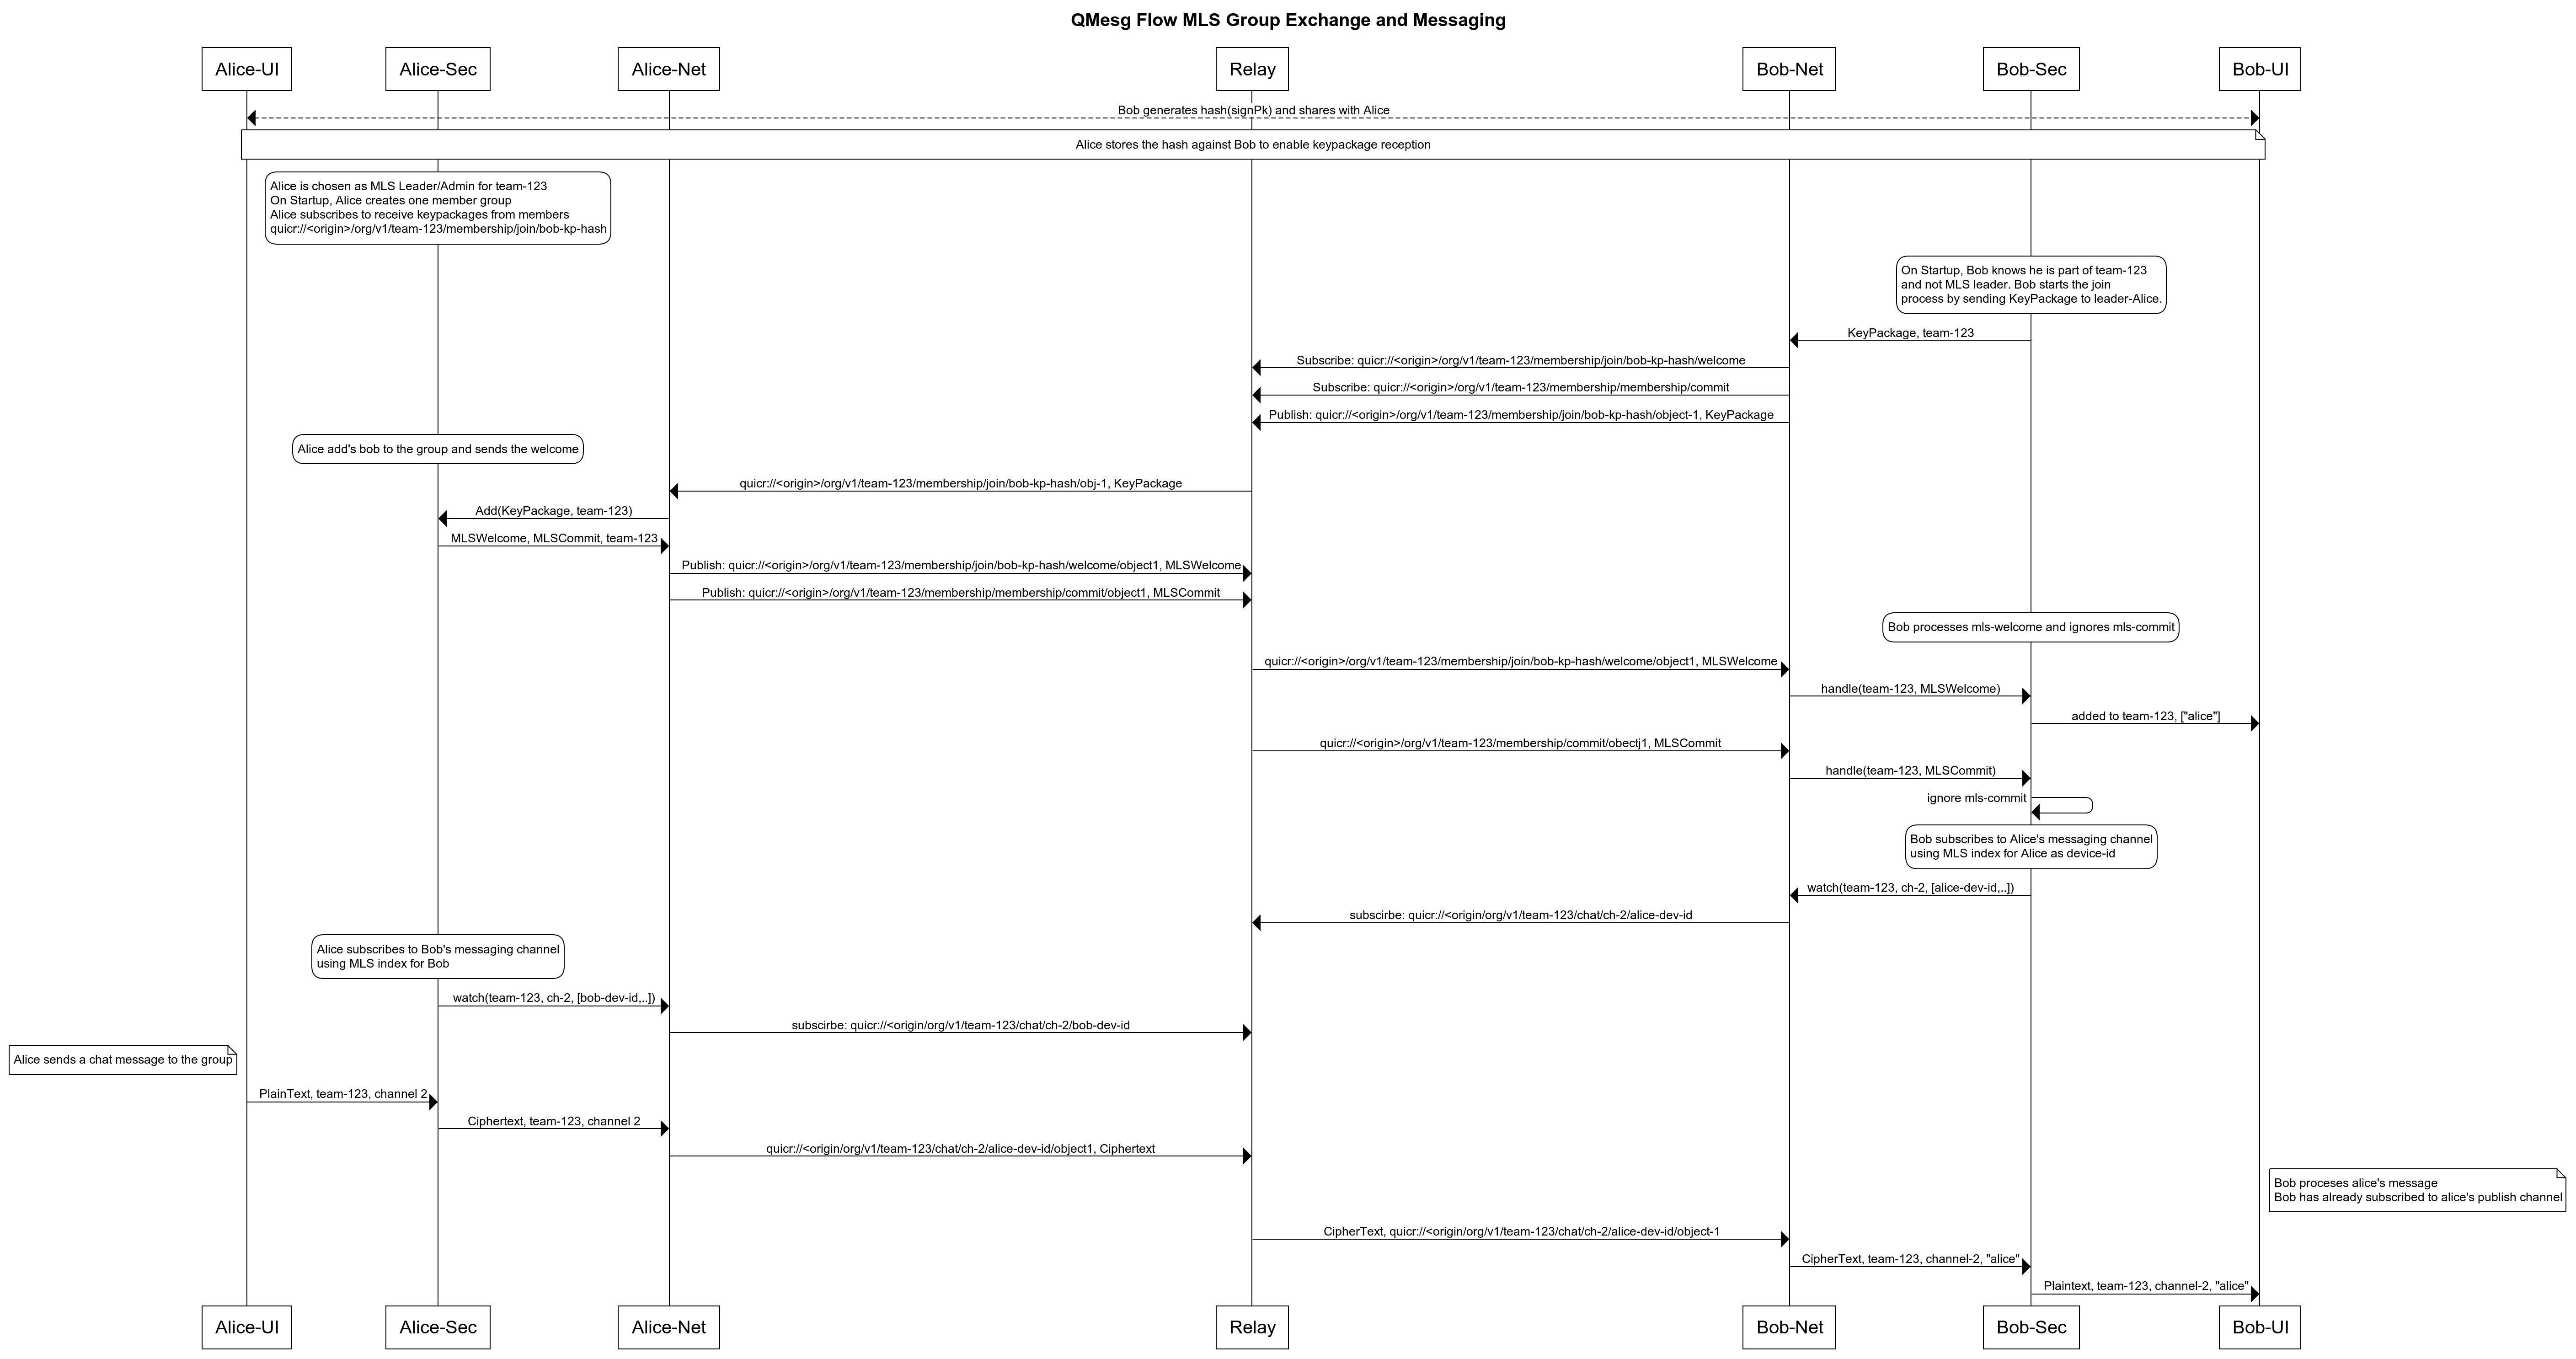 QMesg Flow MLS Group Exchange and Messaging
Alice-UI
Alice-Sec
Alice-Net
Relay
Bob-Net
Bob-Sec
Bob-UI
Bob generates hash(signPk) and shares with Alice
Alice stores the hash against Bob to enable keypackage reception
Alice is chosen as MLS Leader/Admin for team-123
On Startup, Alice creates one member group
Alice subscribes to receive keypackages from members
quicr://<origin>/org/v1/team-123/membership/join/bob-kp-hash
On Startup, Bob knows he is part of team-123
and not MLS leader. Bob starts the join
process by sending KeyPackage to leader-Alice.
KeyPackage, team-123
Subscribe: quicr://<origin>/org/v1/team-123/membership/join/bob-kp-hash/welcome
Subscribe: quicr://<origin>/org/v1/team-123/membership/membership/commit
Publish: quicr://<origin>/org/v1/team-123/membership/join/bob-kp-hash/object-1, KeyPackage
Alice add's bob to the group and sends the welcome
quicr://<origin>/org/v1/team-123/membership/join/bob-kp-hash/obj-1, KeyPackage
Add(KeyPackage, team-123)
MLSWelcome, MLSCommit, team-123
Publish: quicr://<origin>/org/v1/team-123/membership/join/bob-kp-hash/welcome/object1, MLSWelcome
Publish: quicr://<origin>/org/v1/team-123/membership/membership/commit/object1, MLSCommit
Bob processes mls-welcome and ignores mls-commit
quicr://<origin>/org/v1/team-123/membership/join/bob-kp-hash/welcome/object1, MLSWelcome
handle(team-123, MLSWelcome)
added to team-123, ["alice"]
quicr://<origin>/org/v1/team-123/membership/commit/obectj1, MLSCommit
handle(team-123, MLSCommit)
ignore mls-commit
Bob subscribes to Alice's messaging channel
using MLS index for Alice as device-id
watch(team-123, ch-2, [alice-dev-id,..])
subscirbe: quicr://<origin/org/v1/team-123/chat/ch-2/alice-dev-id
Alice subscribes to Bob's messaging channel
using MLS index for Bob
watch(team-123, ch-2, [bob-dev-id,..])
subscirbe: quicr://<origin/org/v1/team-123/chat/ch-2/bob-dev-id
Alice sends a chat message to the group
PlainText, team-123, channel 2
Ciphertext, team-123, channel 2
quicr://<origin/org/v1/team-123/chat/ch-2/alice-dev-id/object1, Ciphertext
Bob proceses alice's message
Bob has already subscribed to alice's publish channel
CipherText, quicr://<origin/org/v1/team-123/chat/ch-2/alice-dev-id/object-1
CipherText, team-123, channel-2, "alice"
Plaintext, team-123, channel-2, "alice"
Alice-UI
Alice-Sec
Alice-Net
Relay
Bob-Net
Bob-Sec
Bob-UI